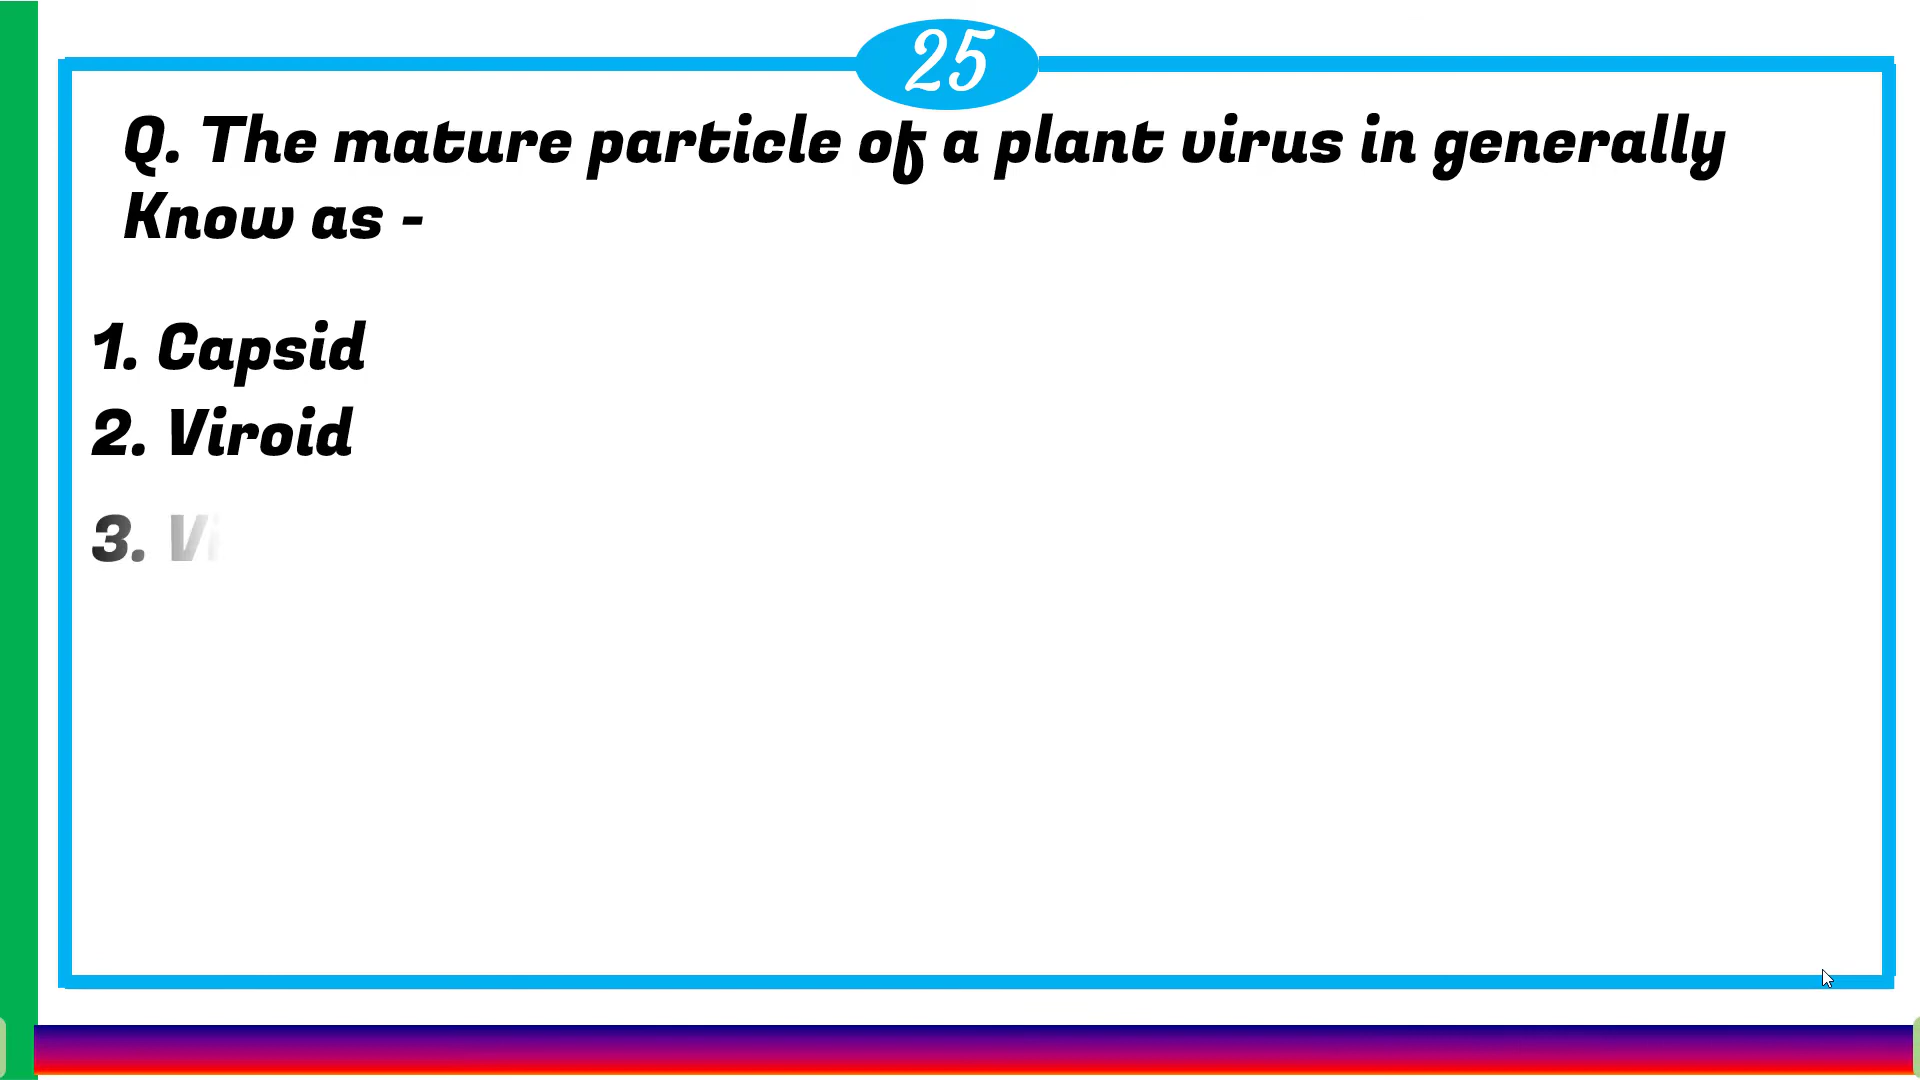 25
Q. The mature particle of a plant virus in generally
Know as -
1. Capsid
2. Viroid
3. Vi